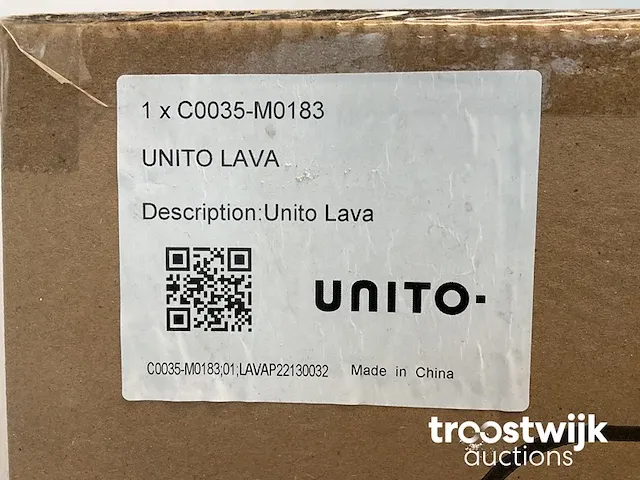 1 x C0035-M0183
UNITO LAVA
Description:Unito Lava
UNITO·
C0035-M0183;01;LAVAP22130032 Made in China
troostwijk
auctions